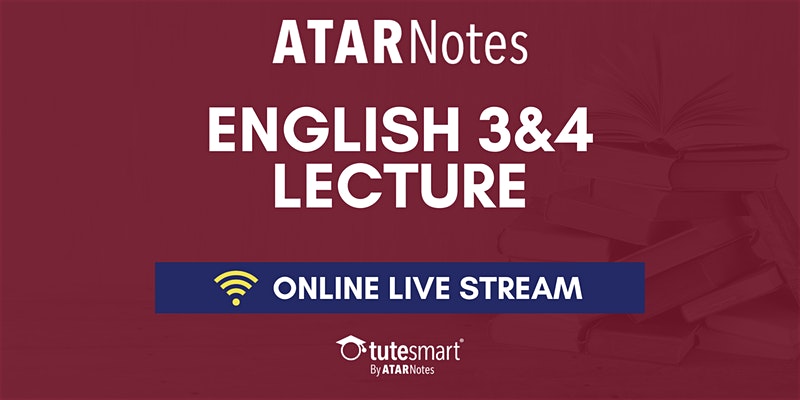 ATARNotes
ENGLISH 3&4
LECTURE
ONLINE LIVE STREAM
tutesmart®
By ATARNotes